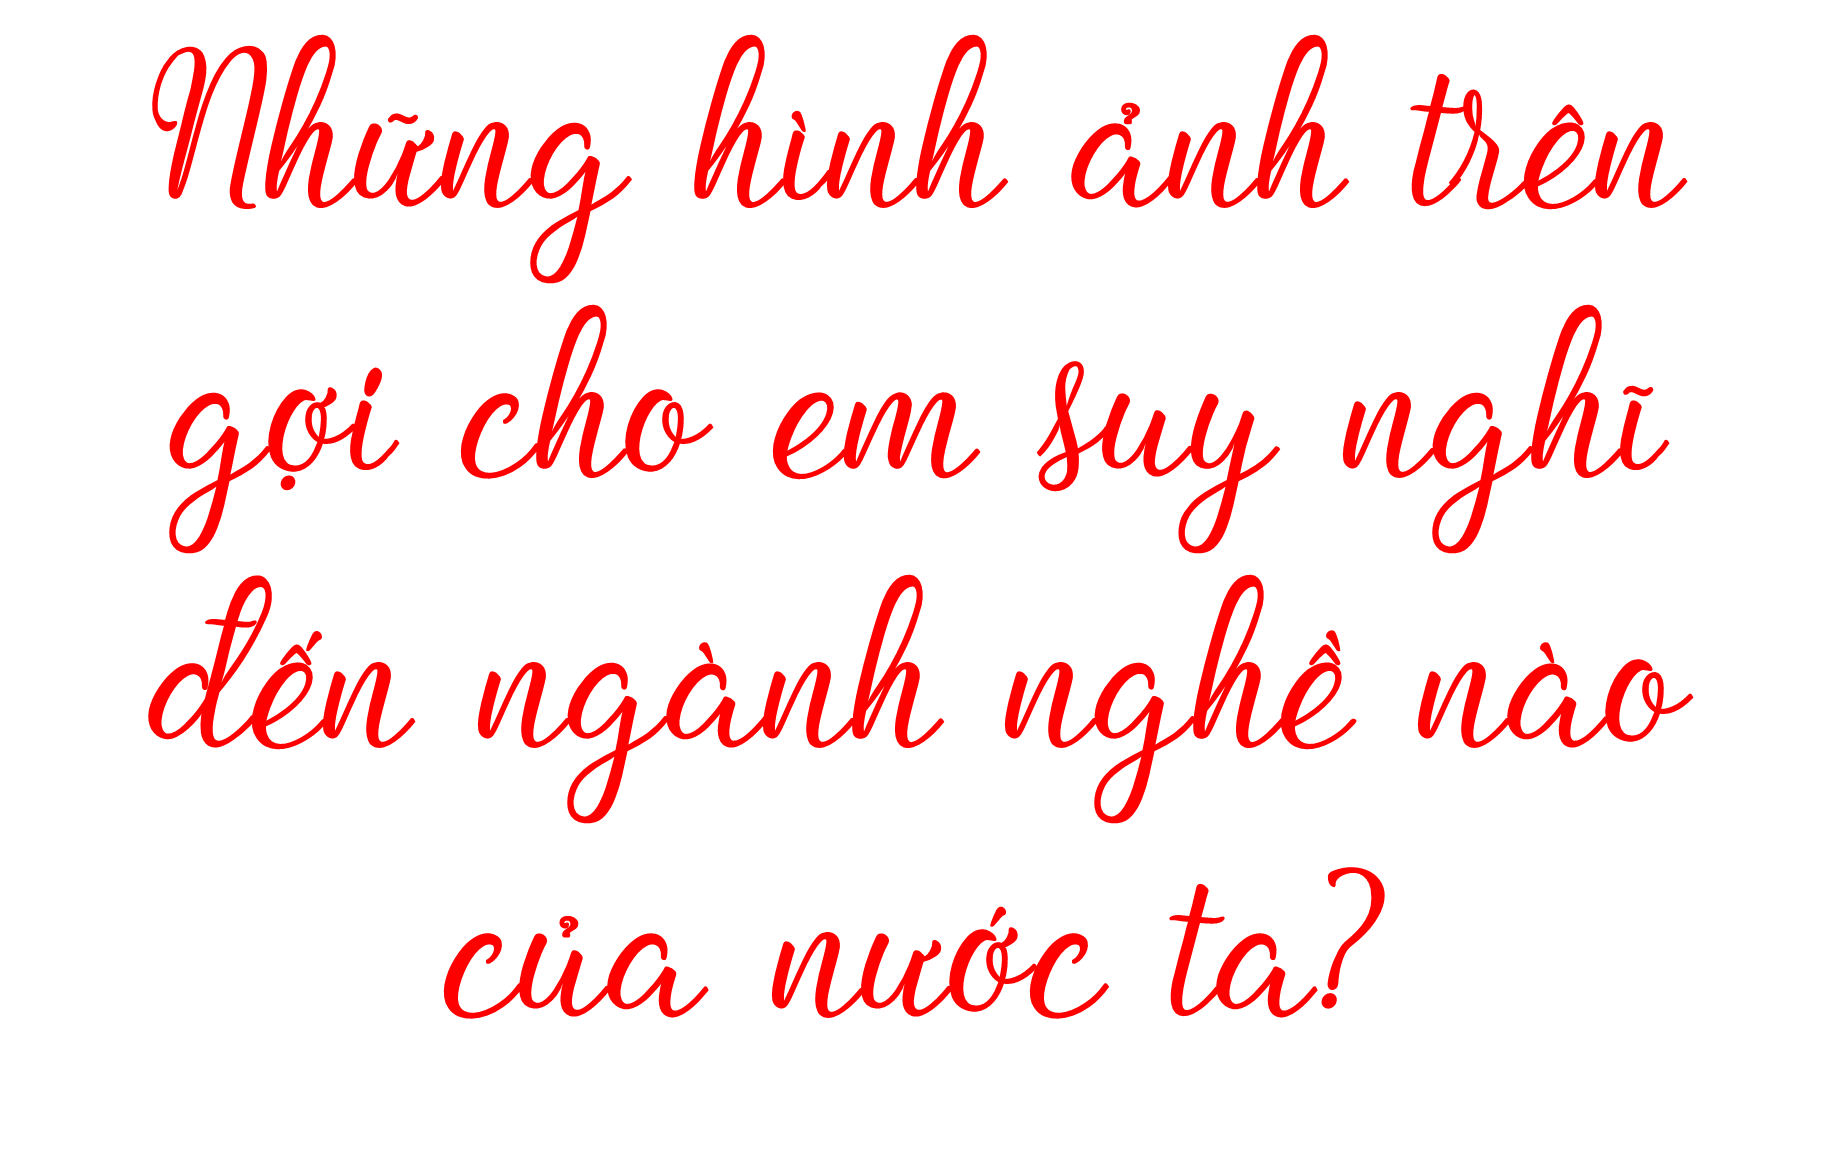 Những hình ảnh trên
gợi cho em suy nghĩ
đến ngành nghề nào
của nước ta?